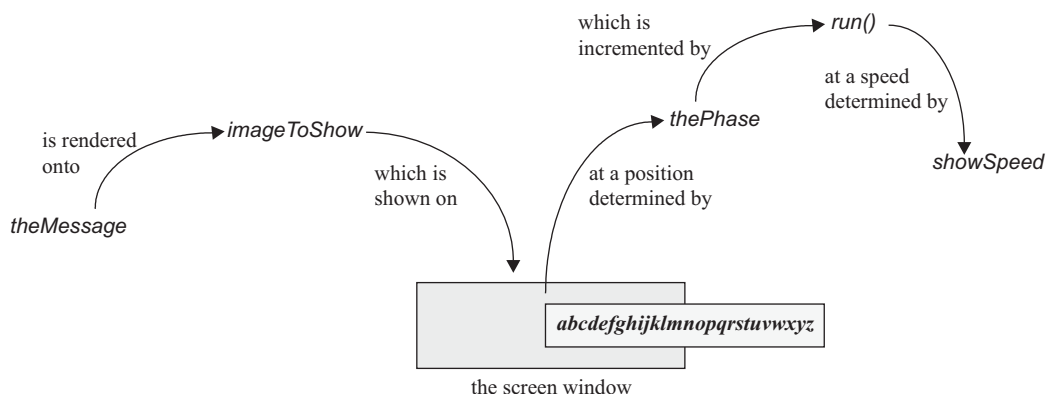 theMessage
is rendered
onto
imageToShow
which is
shown on
at a position
determined by
thePhase
which is
incremented by
run()
at a speed
determined by
showSpeed
abcdefghijklmnopqrstuvwxyz
the screen window